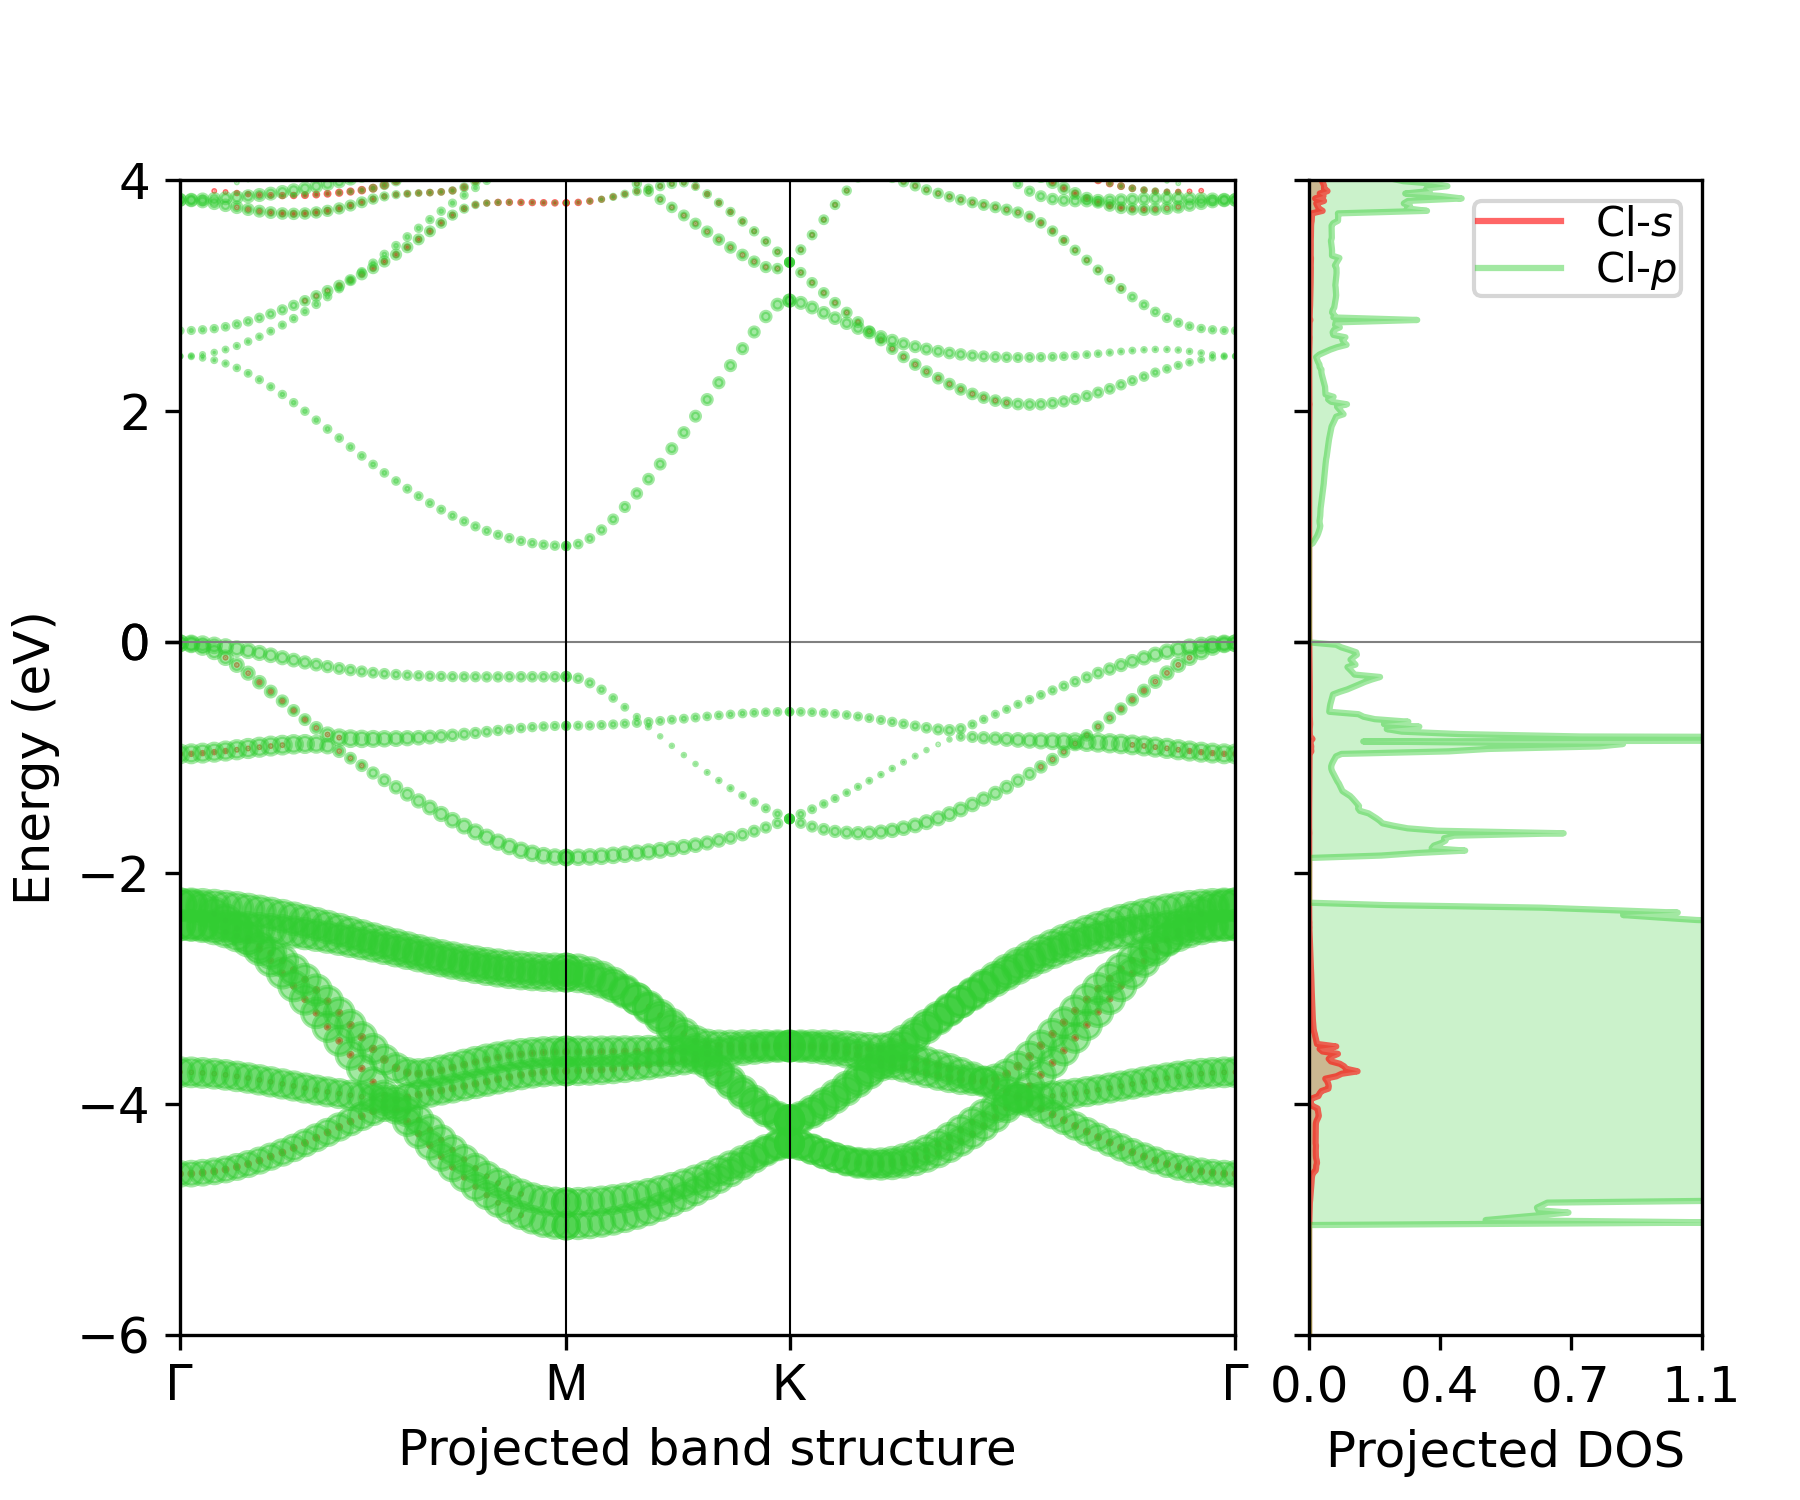 4
2
0
−2
−4
−6
Energy (eV)
Γ M K Γ
Projected band structure
Cl-s
Cl-p
0.0 0.4 0.7 1.1
Projected DOS